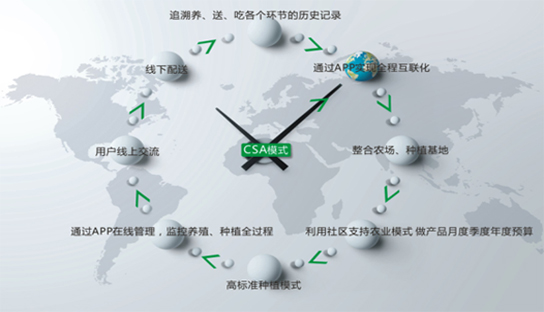 追溯养、送、吃各个环节的历史记录
线下配送
通过APP实现全程互联化
用户线上交流
CSA模式
整合农场、种植基地
通过APP在线管理，监控养殖、种植全过程
利用社区支持农业模式 做产品月度季度年度预算
高标准种植模式